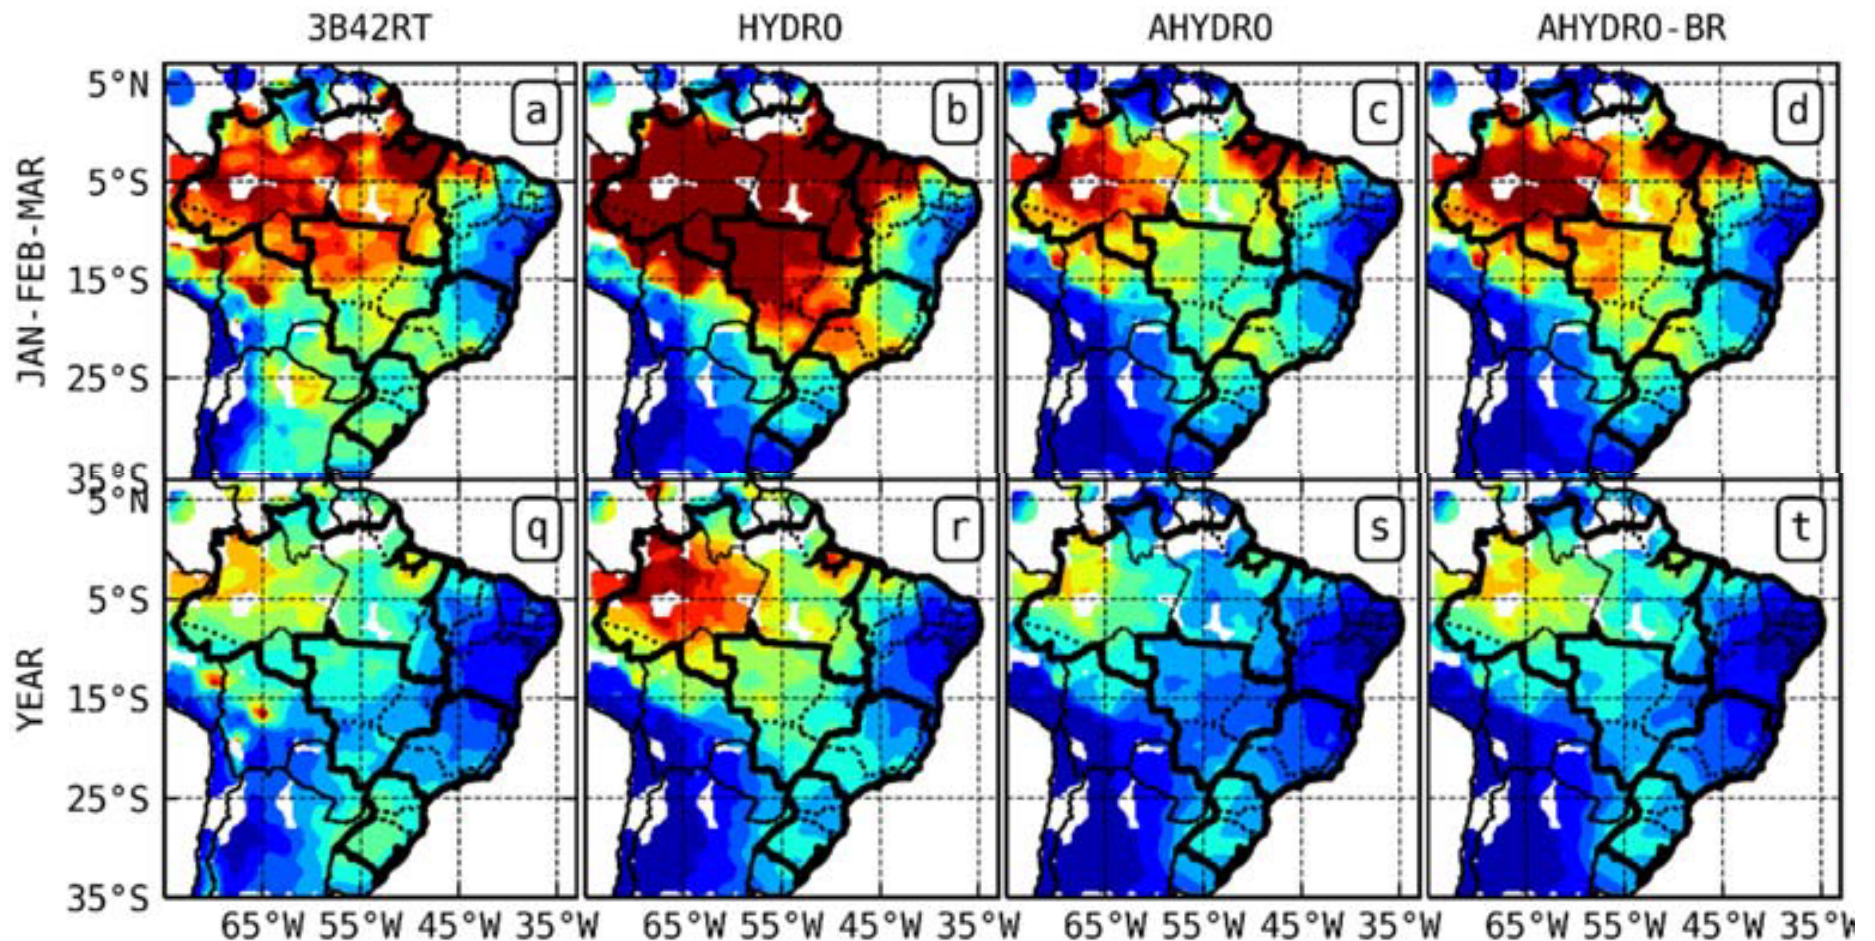 3B42RT HYDRO AHYDRO AHYDRO-BR
JAN-FEB-MAR
5°N
5°S
15°S
25°S
35°S
a b c d
YEAR
5°N
5°S
15°S
25°S
35°S
q r s t
65°W 55°W 45°W 35°W 65°W 55°W 45°W 35°W 65°W 55°W 45°W 35°W 65°W 55°W 45°W 35°W